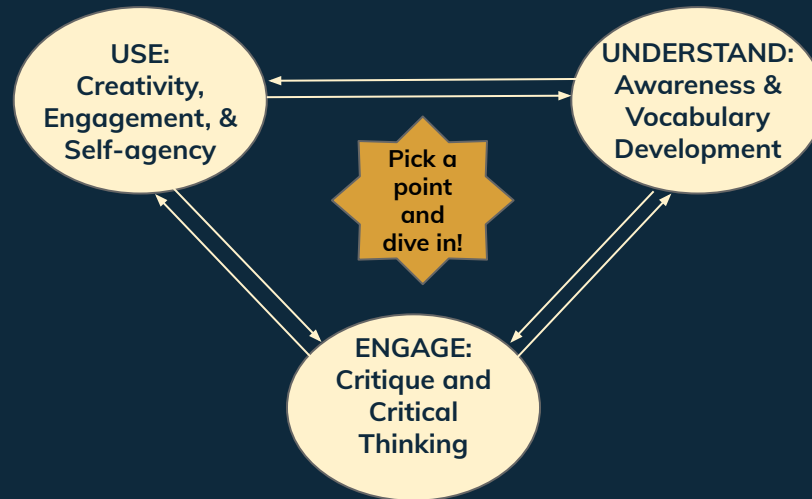 USE:
Creativity,
Engagement, &
Self-agency
UNDERSTAND:
Awareness &
Vocabulary
Development
Pick a
point
and
dive in!
ENGAGE:
Critique and
Critical
Thinking